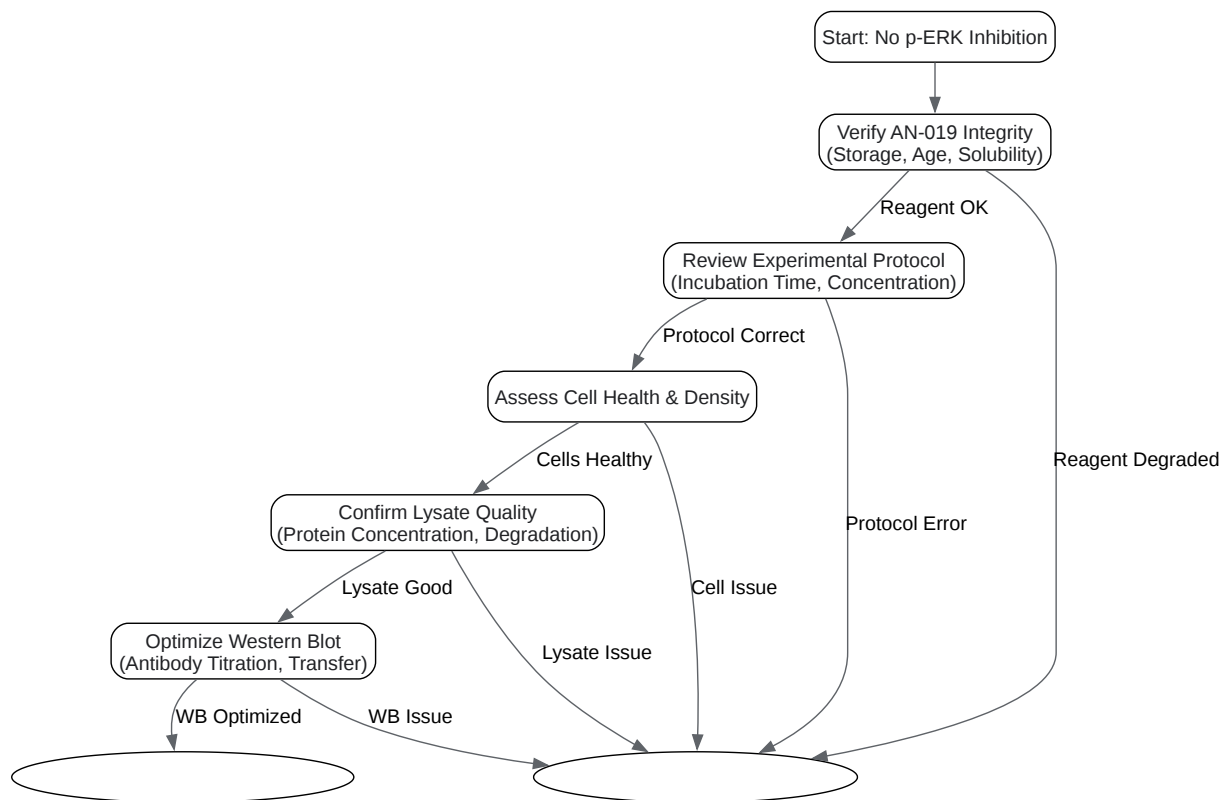 Start: No p-ERK Inhibition
Verify AN-019 Integrity
(Storage, Age, Solubility)
Reagent OK
Review Experimental Protocol
(Incubation Time, Concentration)
Protocol Correct
Assess Cell Health & Density
Cells Healthy
Reagent Degraded
Confirm Lysate Quality
(Protein Concentration, Degradation)
Protocol Error
Lysate Good
Cell Issue
Optimize Western Blot
(Antibody Titration, Transfer)
Lysate Issue
WB Optimized
WB Issue